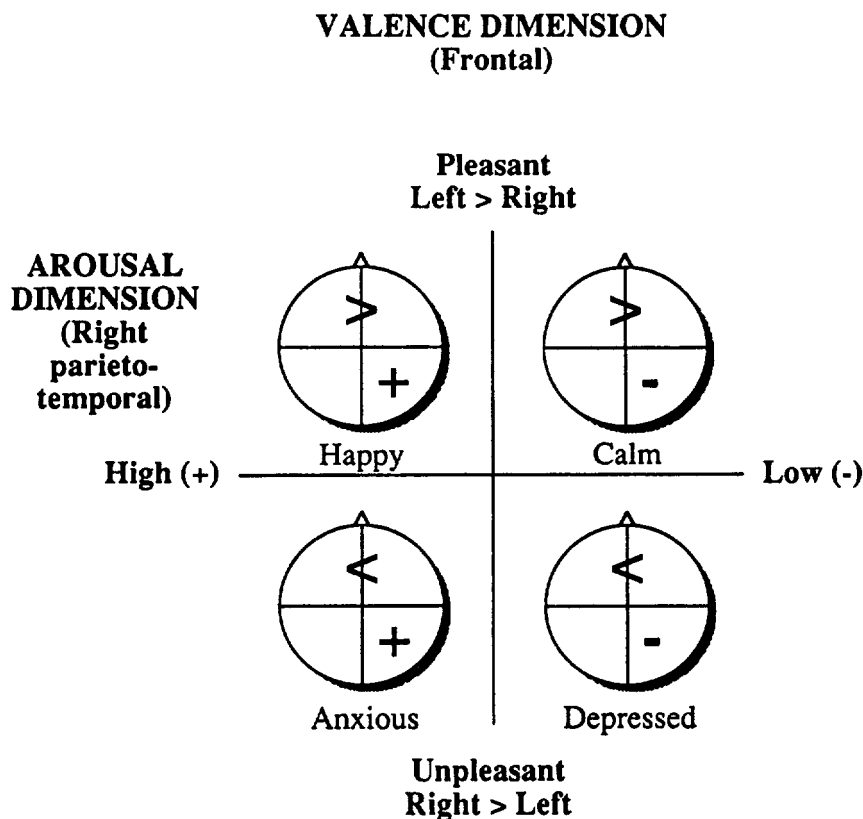 VALENCE DIMENSION
(Frontal)
Pleasant
Left > Right
AROUSAL
DIMENSION
(Right
parieto-
temporal)
>
+
Happy
>
-
Calm
High (+)
Low (-)
<
+
Anxious
<
-
Depressed
Unpleasant
Right > Left